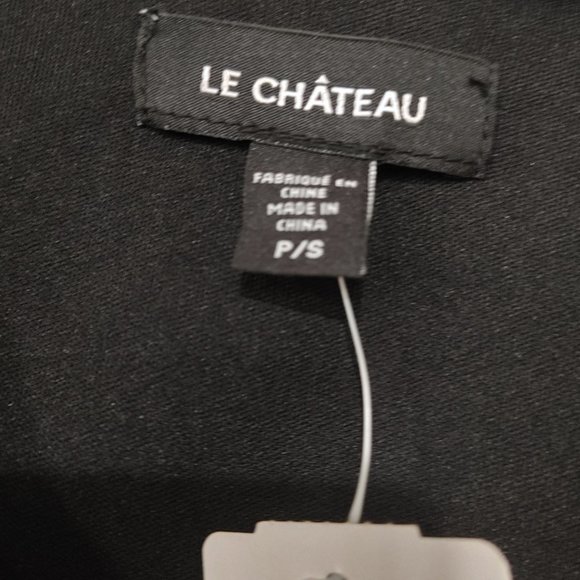 LE CHÂTEAU
FABRIQUÉ EN
CHINE
MADE IN
CHINA
P/S